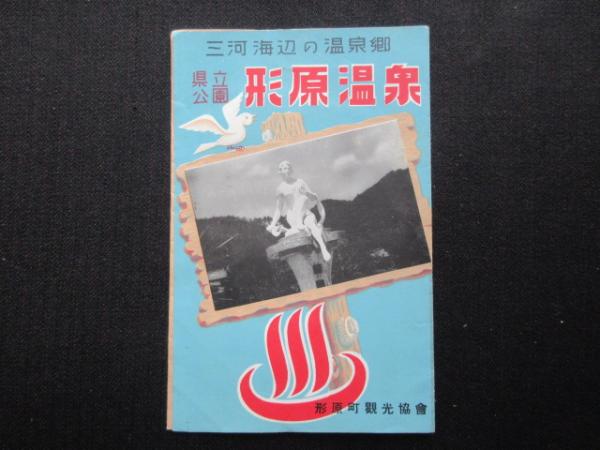 三河海辺の温泉郷
県立
公園
形原温泉
形原町觀光協會